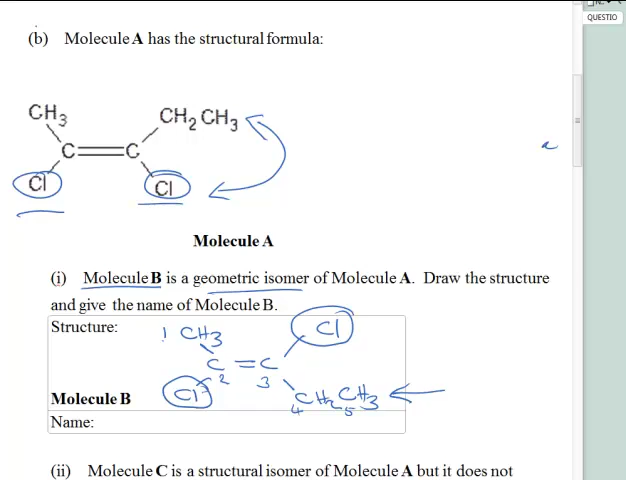 QUESTIO
(b) Molecule A has the structural formula:
CH3 CH2CH3
C C
Cl Cl
Molecule A
(i) Molecule B is a geometric isomer of Molecule A. Draw the structure
and give the name of Molecule B.
Structure:
1 CH3 Cl
C = C
2 3
Cl CH2CH3
4 5
Molecule B
Name:
(ii) Molecule C is a structural isomer of Molecule A but it does not